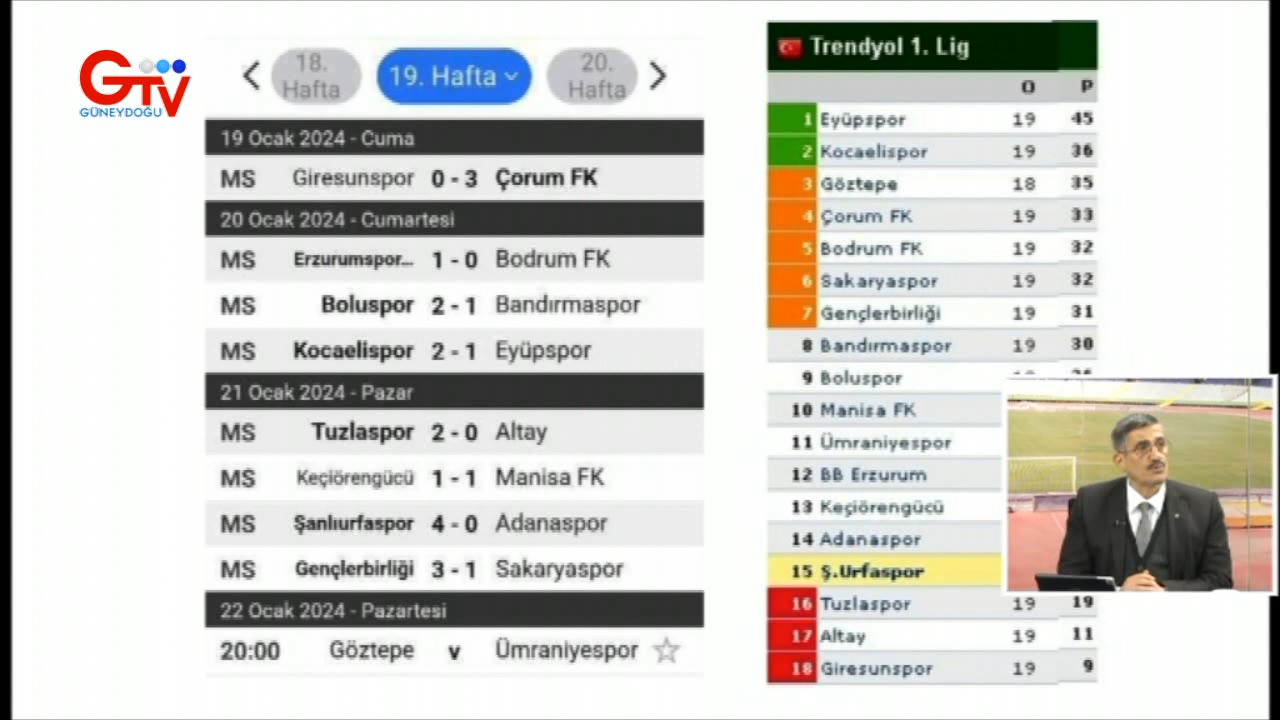 GTV
GÜNEYDOĞU
18. Hafta
19. Hafta
20. Hafta
19 Ocak 2024 - Cuma
MS Giresunspor 0 - 3 Çorum FK
20 Ocak 2024 - Cumartesi
MS Erzurumspor... 1 - 0 Bodrum FK
MS Boluspor 2 - 1 Bandırmaspor
MS Kocaelispor 2 - 1 Eyüpspor
21 Ocak 2024 - Pazar
MS Tuzlaspor 2 - 0 Altay
MS Keçiörengücü 1 - 1 Manisa FK
MS Şanlıurfaspor 4 - 0 Adanaspor
MS Gençlerbirliği 3 - 1 Sakaryaspor
22 Ocak 2024 - Pazartesi
20:00 Göztepe v Ümraniyespor
Trendyol 1. Lig
O P
1 Eyüpspor 19 45
2 Kocaelispor 19 36
3 Göztepe 18 35
4 Çorum FK 19 33
5 Bodrum FK 19 32
6 Sakaryaspor 19 32
7 Gençlerbirliği 19 31
8 Bandırmaspor 19 30
9 Boluspor
10 Manisa FK
11 Ümraniyespor
12 BB Erzurum
13 Keçiörengücü
14 Adanaspor
15 Ş.Urfaspor
16 Tuzlaspor 19 19
17 Altay 19 11
18 Giresunspor 19 9